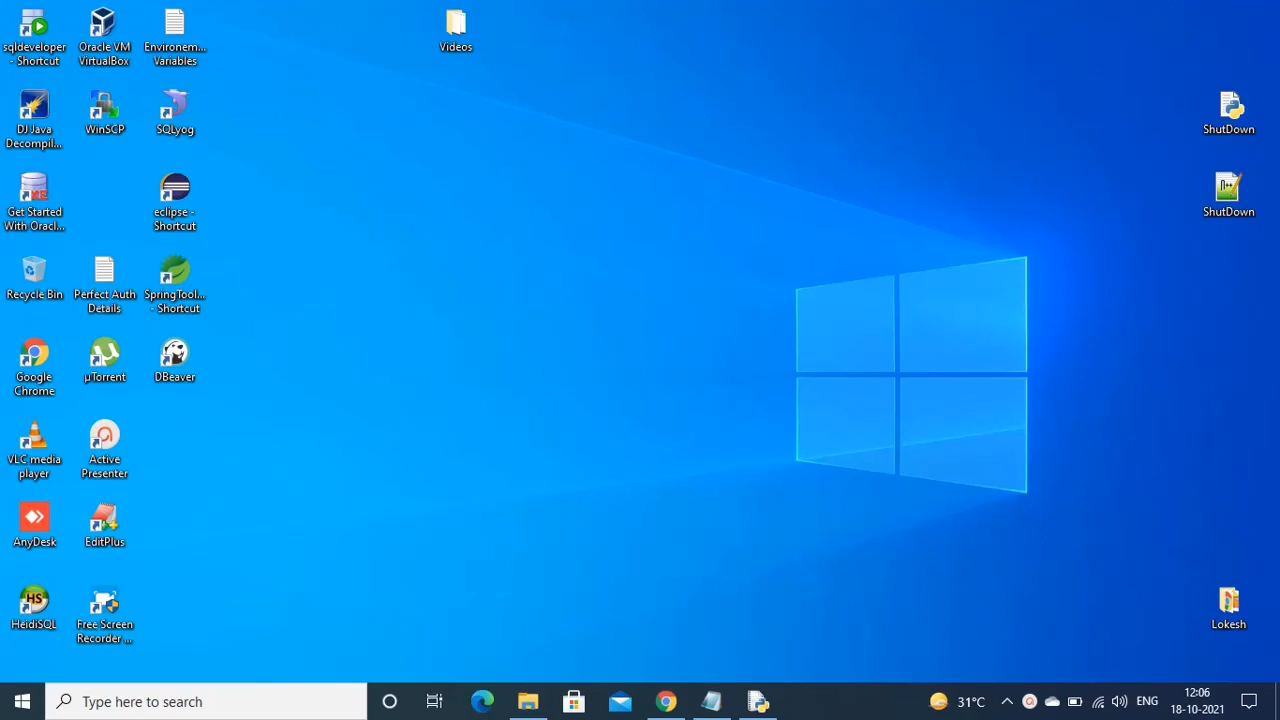 sqldeveloper
- Shortcut
Oracle VM
VirtualBox
Environem...
Variables
Videos
DJ Java
Decompil...
WinSCP
SQLyog
ShutDown
Get Started
With Oracl...
eclipse -
Shortcut
ShutDown
Recycle Bin
Perfect Auth
Details
SpringTool...
- Shortcut
Google
Chrome
µTorrent
DBeaver
VLC media
player
Active
Presenter
AnyDesk
EditPlus
HS
HeidiSQL
Free Screen
Recorder ...
Lokesh
Type here to search
31°C
ENG
12:06
18-10-2021